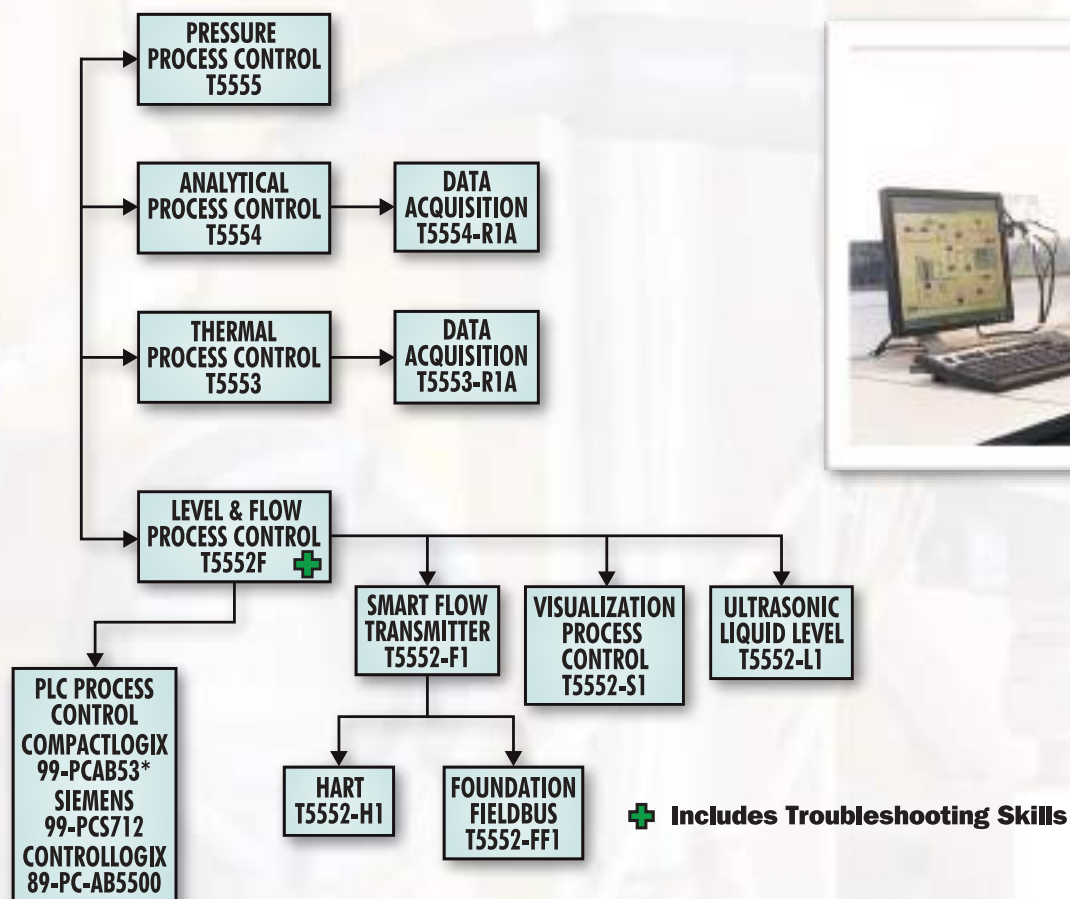 PRESSURE
PROCESS CONTROL
T5555
ANALYTICAL
PROCESS CONTROL
T5554
DATA
ACQUISITION
T5554-R1A
THERMAL
PROCESS CONTROL
T5553
DATA
ACQUISITION
T5553-R1A
LEVEL & FLOW
PROCESS CONTROL
T5552F
SMART FLOW
TRANSMITTER
T5552-F1
VISUALIZATION
PROCESS
CONTROL
T5552-S1
ULTRASONIC
LIQUID LEVEL
T5552-L1
PLC PROCESS
CONTROL
COMPACTLOGIX
99-PCAB53*
SIEMENS
99-PCS712
CONTROLLOGIX
89-PC-AB5500
HART
T5552-H1
FOUNDATION
FIELDBUS
T5552-FF1
Includes Troubleshooting Skills